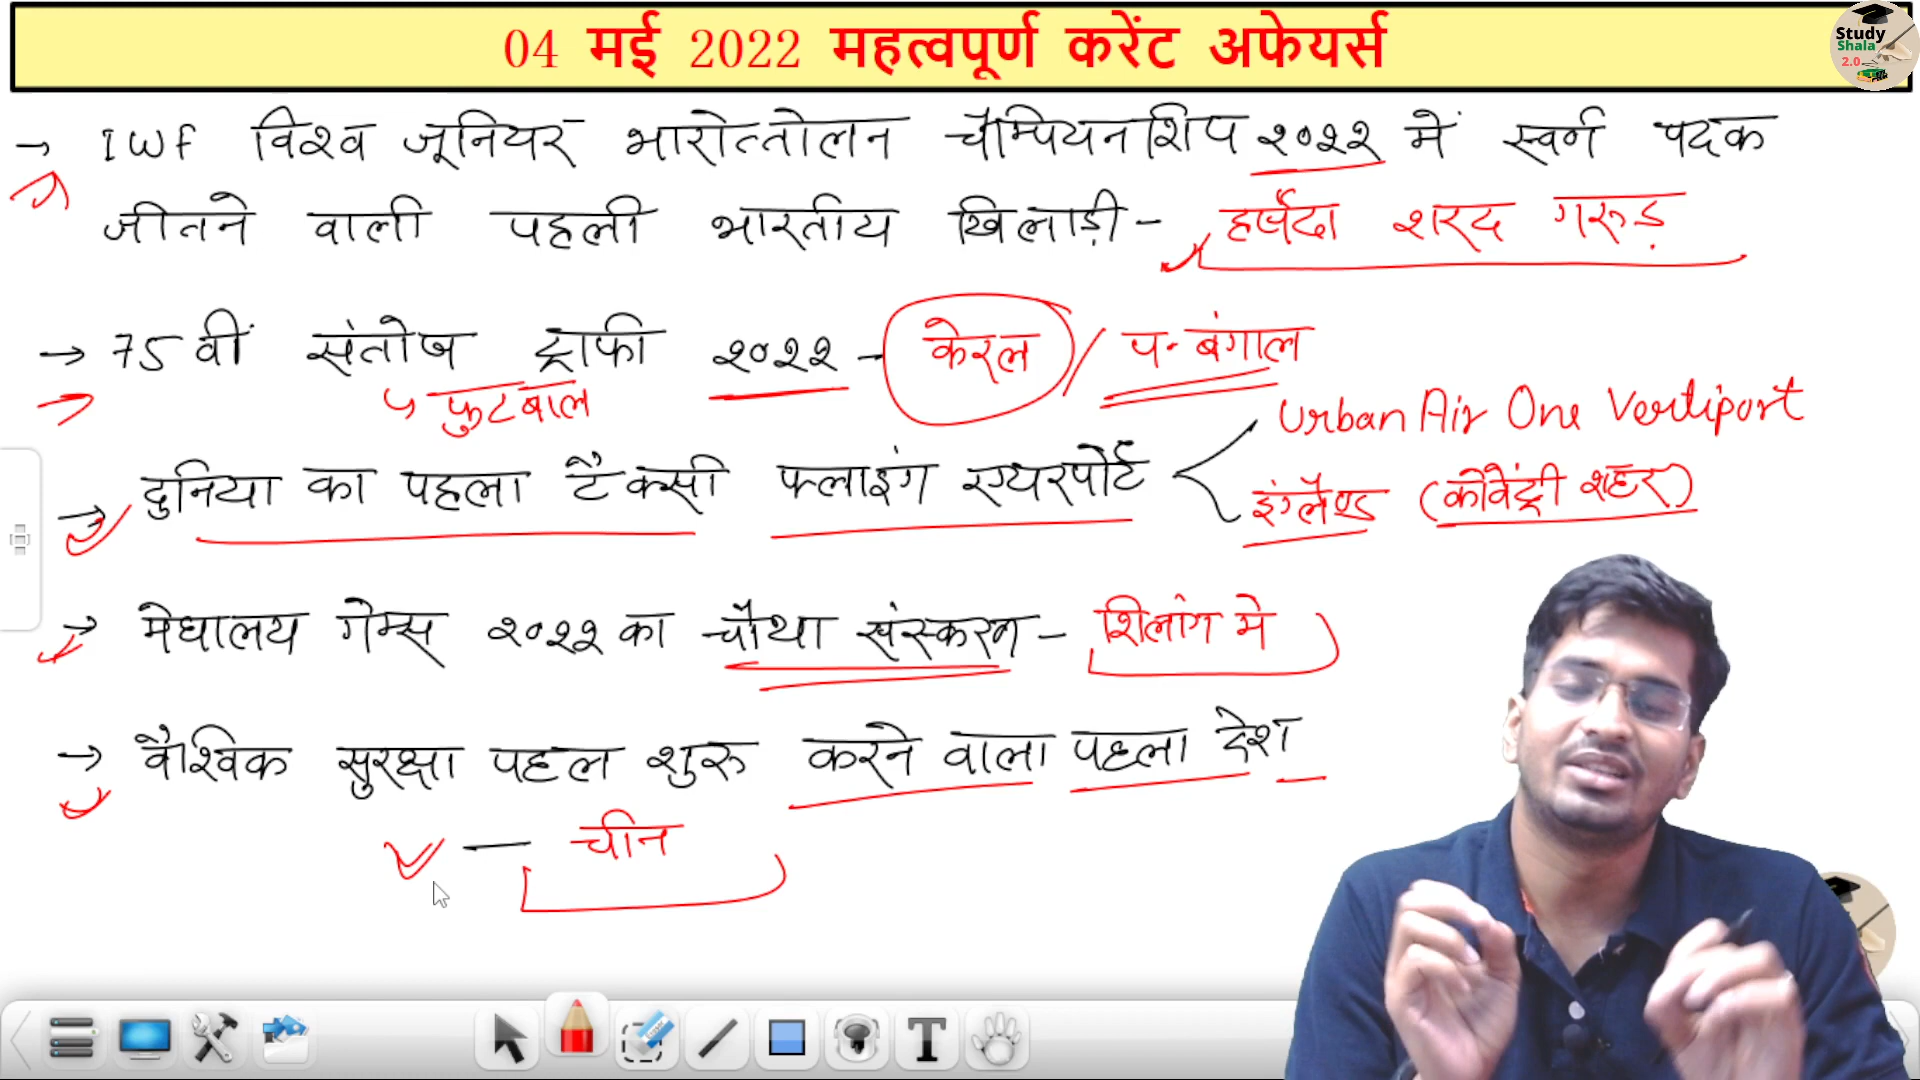 04 मई 2022 महत्वपूर्ण करेंट अफेयर्स
Study
Shala
2.0
→ IWF विश्व जूनियर भारोत्तोलन चैम्पियनशिप २०२२ में स्वर्ण पदक
जीतने वाली पहली भारतीय खिलाड़ी - हर्षदा शरद गरुड़
→ 75 वीं संतोष ट्राफी २०२२ - केरल / प. बंगाल
↳ फुटबाल
Urban Air One Vertiport
→ दुनिया का पहला टैक्सी फ्लाइंग एयरपोर्ट
इंग्लैण्ड (कोवेंट्री शहर)
→ मेघालय गेम्स २०२२ का चौथा संस्करण - शिलांग मे
→ वैश्विक सुरक्षा पहल शुरु करने वाला पहला देश
— चीन
T